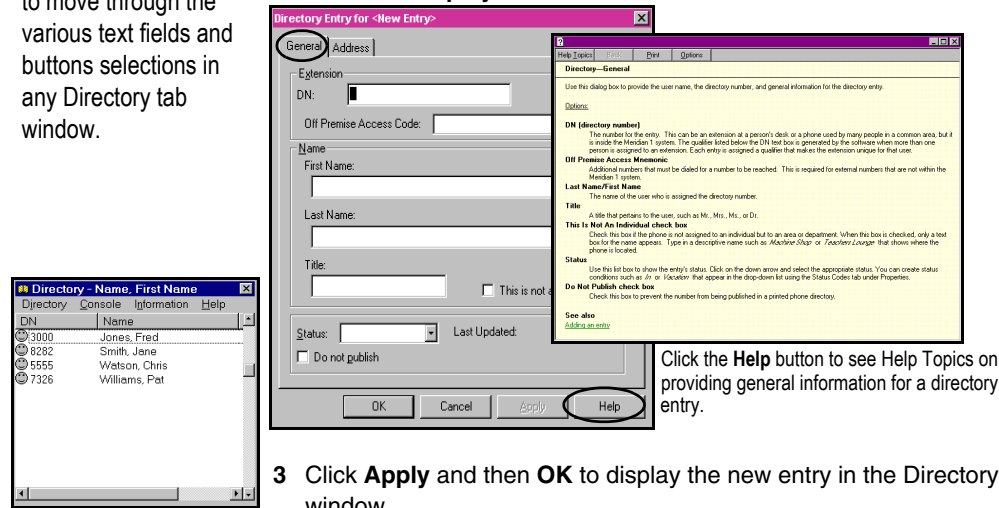 to move through the
various text fields and
buttons selections in
any Directory tab
window.
Directory Entry for <New Entry>
General Address
Extension
DN:
Off Premise Access Code:
Name
First Name:
Last Name:
Title:
This is not a
Status: Last Updated:
Do not publish
OK Cancel Apply Help
?
Help Topics Back Print Options
Directory—General
Use this dialog box to provide the user name, the directory number, and general information for the directory entry.
Options:
DN (directory number)
The number for the entry. This can be an extension at a person's desk or a phone used by many people in a common area, but it
is inside the Meridian 1 system. The qualifier listed below the DN text box is generated by the software when more than one
person is assigned to an extension. Each entry is assigned a qualifier that makes the extension unique for that user.
Off Premise Access Mnemonic
Additional numbers that must be dialed for a number to be reached. This is required for external numbers that are not within the
Meridian 1 system.
Last Name/First Name
The name of the user who is assigned the directory number.
Title
A title that pertains to the user, such as Mr., Mrs., Ms., or Dr.
This Is Not An Individual check box
Check this box if the phone is not assigned to an individual but to an area or department. When this box is checked, only a text
box for the name appears. Type in a descriptive name such as Machine Shop or Teachers Lounge that shows where the
phone is located.
Status
Use this list box to show the entry's status. Click on the down arrow and select the appropriate status. You can create status
conditions such as In or Vacation that appear in the drop-down list using the Status Codes tab under Properties.
Do Not Publish check box
Check this box to prevent the number from being published in a printed phone directory.
See also
Adding an entry
Directory - Name, First Name
Directory Console Information Help
DN Name
3000 Jones, Fred
8282 Smith, Jane
5555 Watson, Chris
7326 Williams, Pat
Click the Help button to see Help Topics on
providing general information for a directory
entry.
3 Click Apply and then OK to display the new entry in the Directory
window